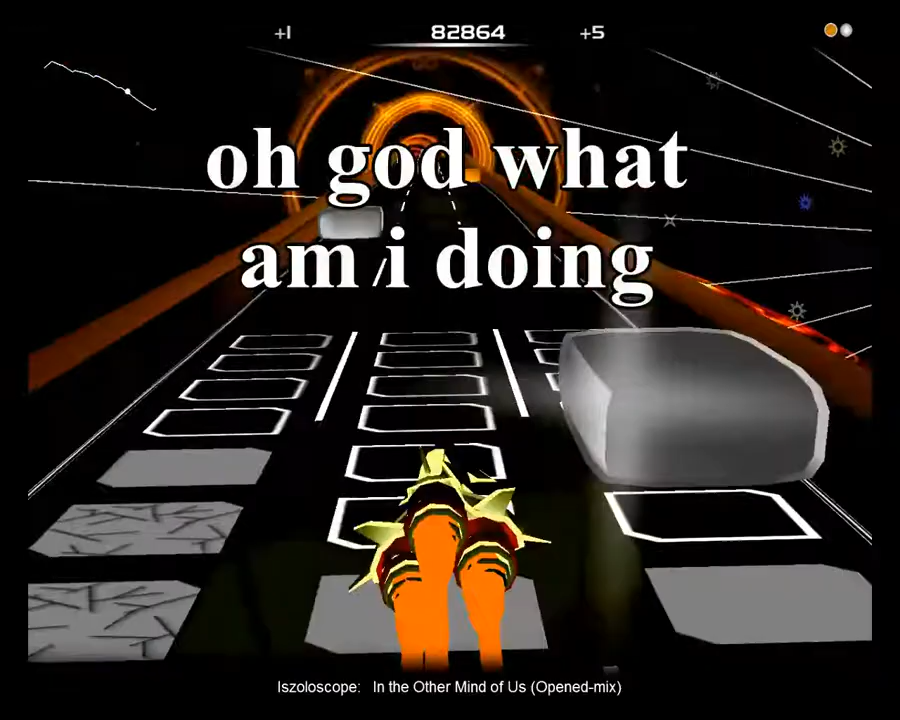 +1 82864 +5
oh god what
am i doing
Iszoloscope: In the Other Mind of Us (Opened-mix)